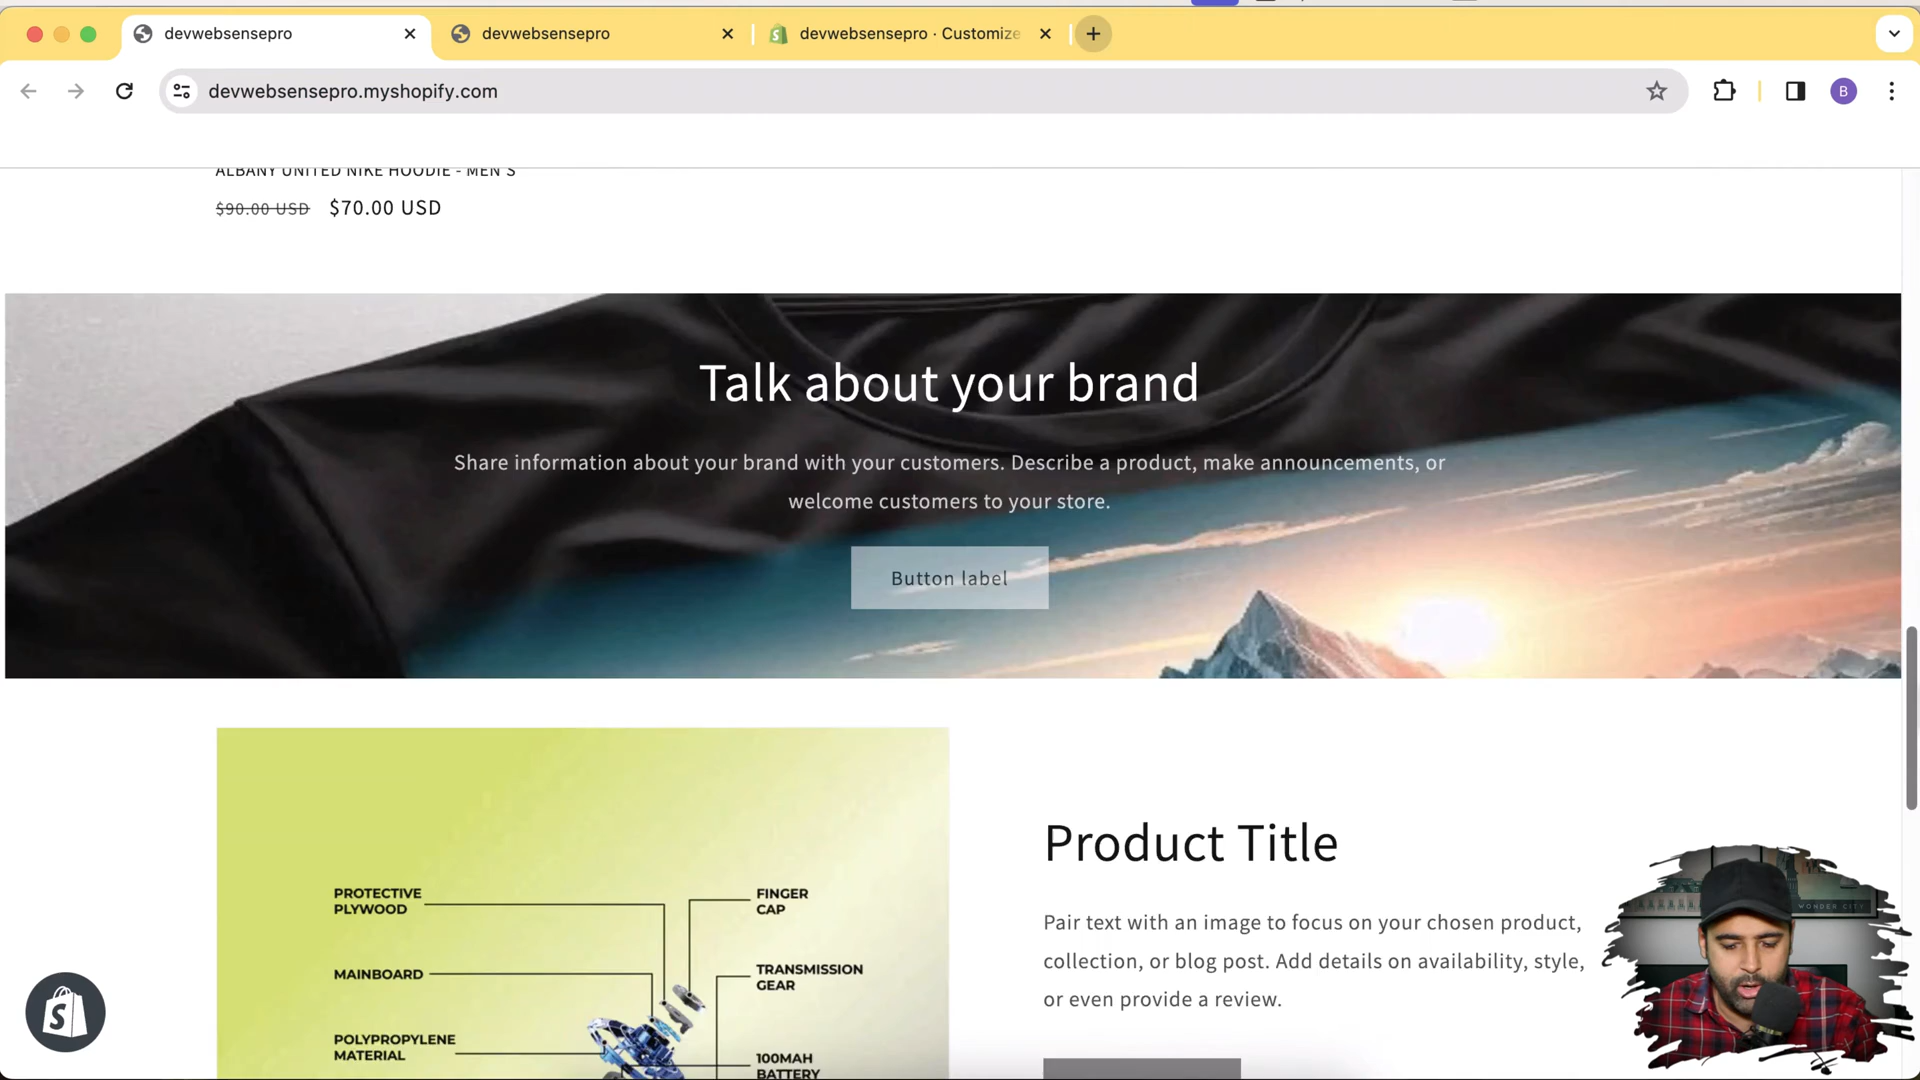 devwebsensepro
devwebsensepro
devwebsensepro · Customize
devwebsensepro.myshopify.com
B
ALBANY UNITED NIKE HOODIE - MEN'S
$90.00 USD $70.00 USD
Talk about your brand
Share information about your brand with your customers. Describe a product, make announcements, or
welcome customers to your store.
Button label
PROTECTIVE
PLYWOOD
FINGER
CAP
MAINBOARD
TRANSMISSION
GEAR
POLYPROPYLENE
MATERIAL
100MAH
BATTERY
Product Title
Pair text with an image to focus on your chosen product,
collection, or blog post. Add details on availability, style,
or even provide a review.
WONDER CITY